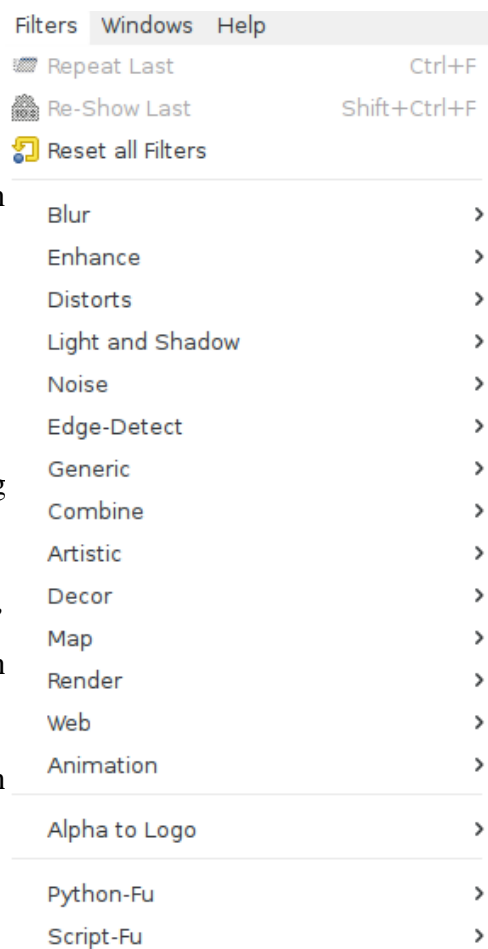 Filters Windows Help
Repeat Last Ctrl+F
Re-Show Last Shift+Ctrl+F
Reset all Filters
Blur
Enhance
Distorts
Light and Shadow
Noise
Edge-Detect
Generic
Combine
Artistic
Decor
Map
Render
Web
Animation
Alpha to Logo
Python-Fu
Script-Fu